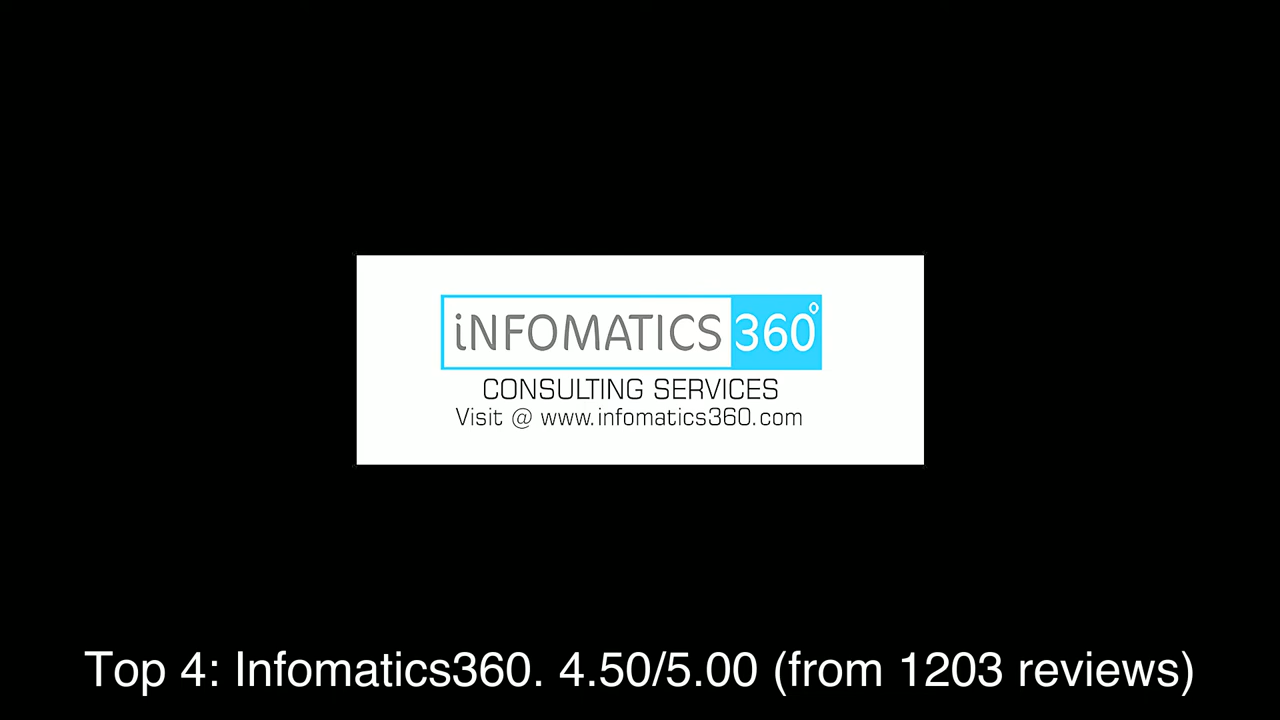 iNFOMATICS 360°
CONSULTING SERVICES
Visit @ www.infomatics360.com
Top 4: Infomatics360. 4.50/5.00 (from 1203 reviews)